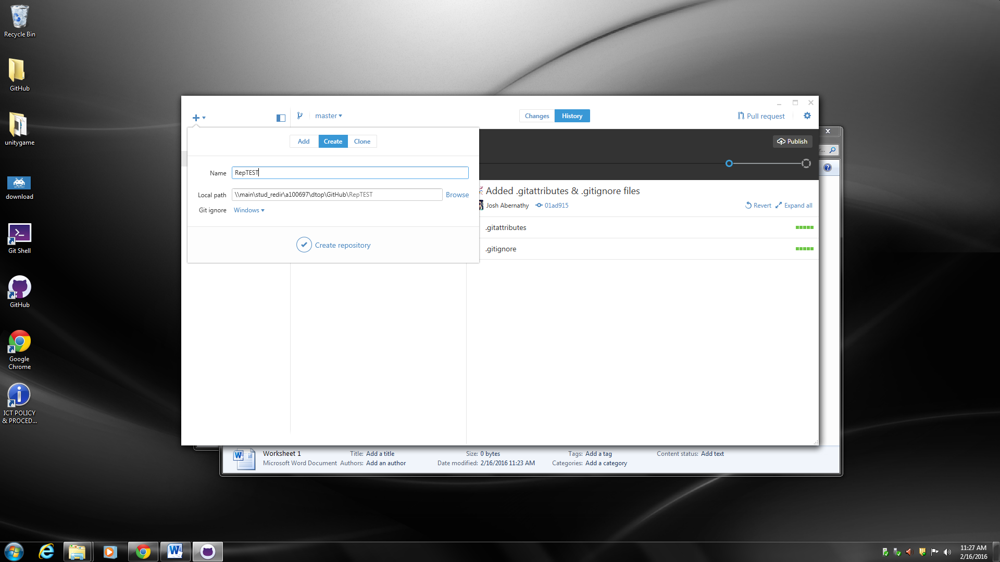 Recycle Bin
GitHub
unitygame
download
Git Shell
GitHub
Google
Chrome
ICT POLICY
& PROCED...
master
Changes
History
Pull request
Add
Create
Clone
Publish
Name
RepTEST
Local path
\\main\stud_redir\a100697\dtop\GitHub\RepTEST
Browse
Git ignore
Windows
Create repository
Added .gitattributes & .gitignore files
Josh Abernathy
01ad915
Revert
Expand all
.gitattributes
.gitignore
Worksheet 1
Microsoft Word Document
Title: Add a title
Authors: Add an author
Size: 0 bytes
Date modified: 2/16/2016 11:23 AM
Tags: Add a tag
Categories: Add a category
Content status: Add text
11:27 AM
2/16/2016